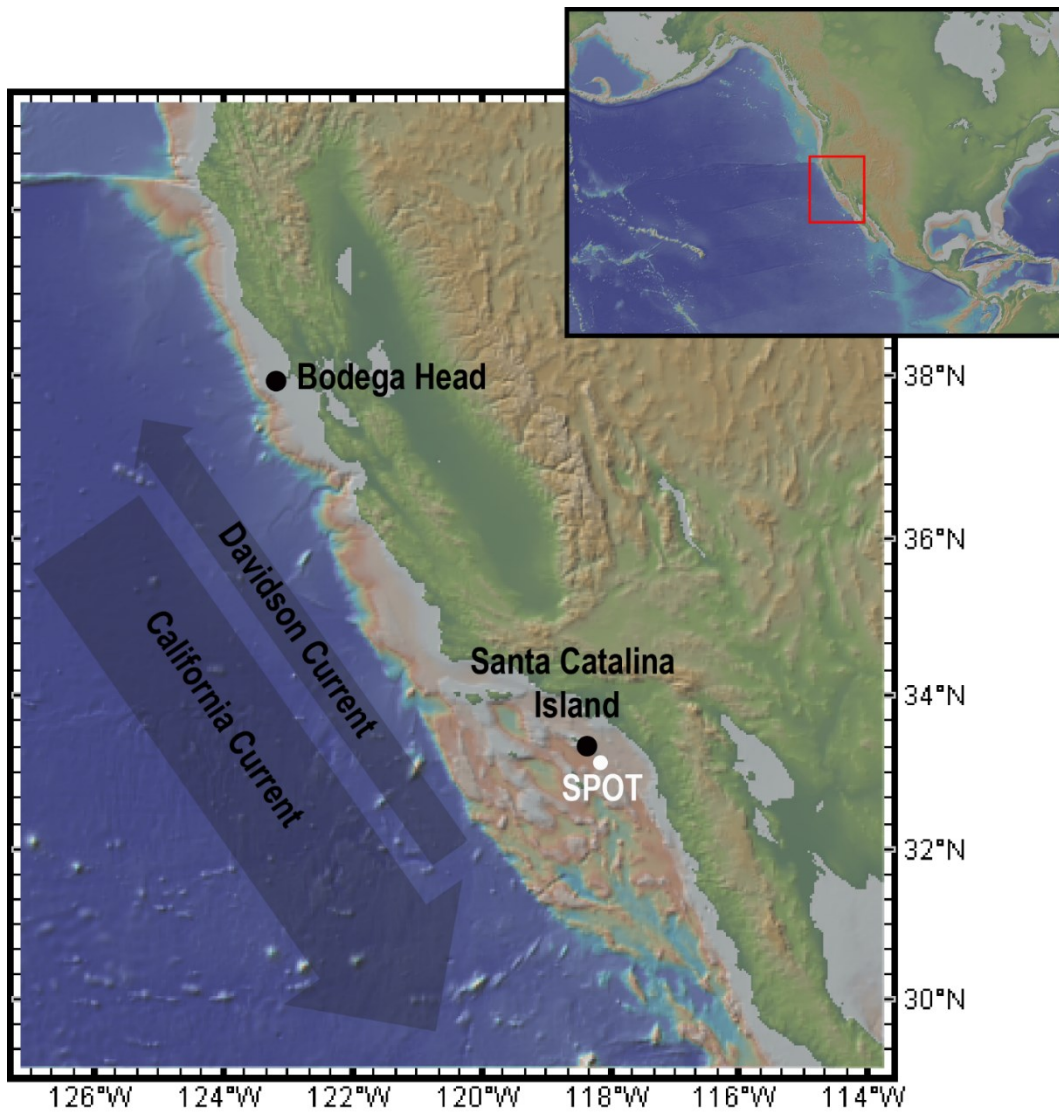 Bodega Head
Davidson Current
California Current
Santa Catalina
Island
SPOT
38°N
36°N
34°N
32°N
30°N
126°W
124°W
122°W
120°W
118°W
116°W
114°W